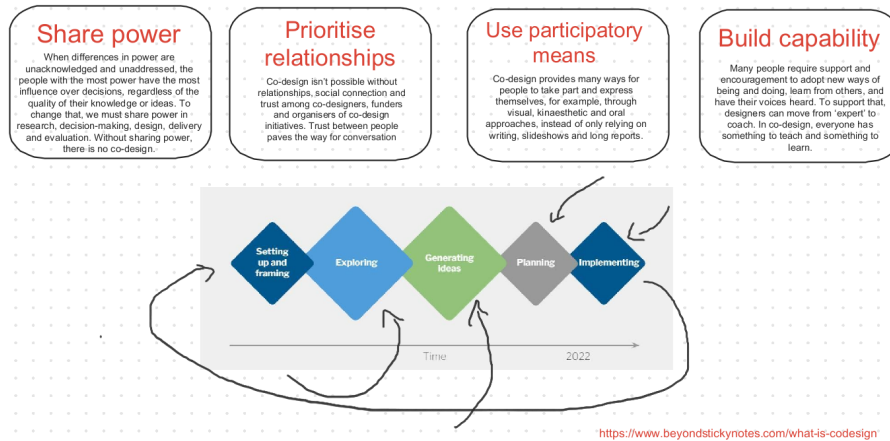 Share power
When differences in power are
unacknowledged and unaddressed, the
people with the most power have the most
influence over decisions, regardless of the
quality of their knowledge or ideas. To
change that, we must share power in
research, decision-making, design, delivery
and evaluation. Without sharing power,
there is no co-design.
Prioritise
relationships
Co-design isn't possible without
relationships, social connection and
trust among co-designers, funders
and organisers of co-design
initiatives. Trust between people
paves the way for conversation
Use participatory
means
Co-design provides many ways for
people to take part and express
themselves, for example, through
visual, kinaesthetic and oral
approaches, instead of only relying on
writing, slideshows and long reports.
Build capability
Many people require support and
encouragement to adopt new ways of
being and doing, learn from others, and
have their voices heard. To support that,
designers can move from 'expert' to
coach. In co-design, everyone has
something to teach and something to
learn.
Setting
up and
framing
Exploring
Generating
ideas
Planning
Implementing
Time
2022
https://www.beyondstickynotes.com/what-is-codesign